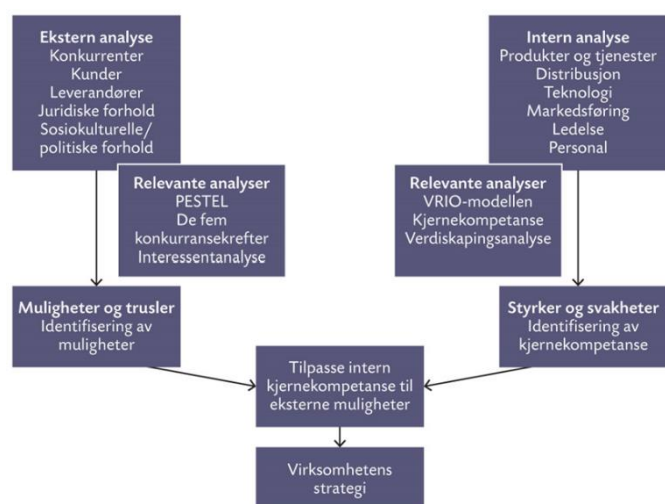 Ekstern analyse
Konkurrenter
Kunder
Leverandører
Juridiske forhold
Sosiokulturelle/
politiske forhold
Intern analyse
Produkter og tjenester
Distribusjon
Teknologi
Markedsføring
Ledelse
Personal
Relevante analyser
PESTEL
De fem
konkurransekrefter
Interessentanalyse
Relevante analyser
VRIO-modellen
Kjernekompetanse
Verdiskapingsanalyse
Muligheter og trusler
Identifisering av
muligheter
Styrker og svakheter
Identifisering av
kjernekompetanse
Tilpasse intern
kjernekompetanse til
eksterne muligheter
Virksomhetens
strategi